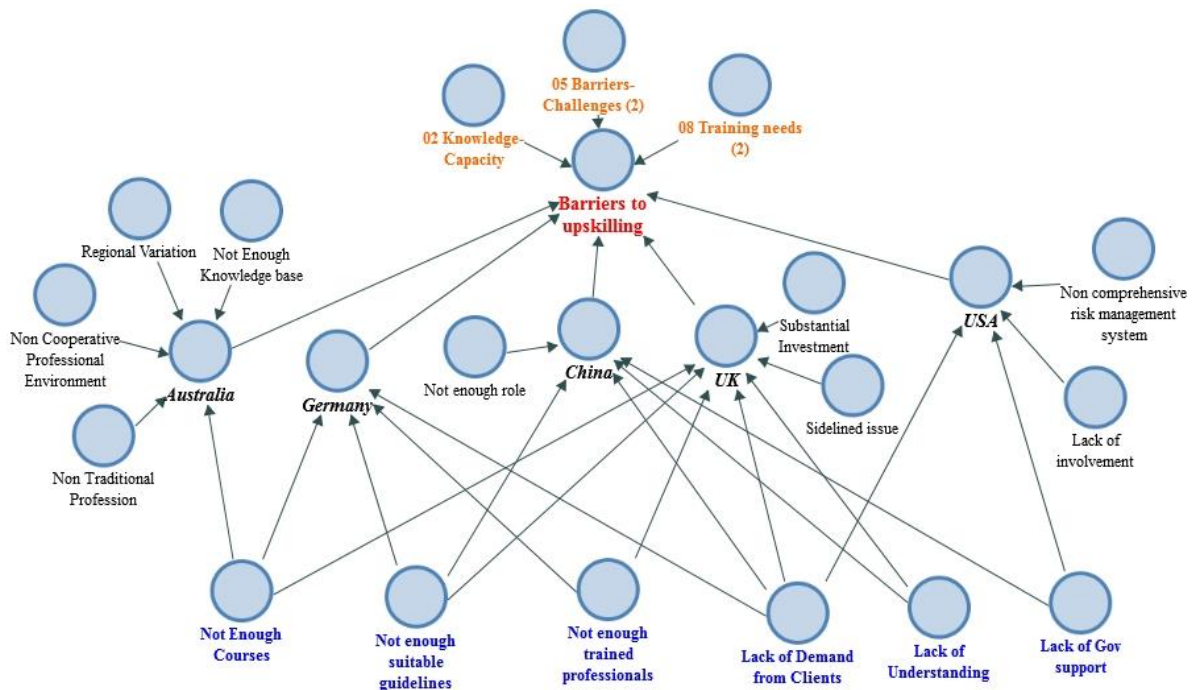 05 Barriers-
Challenges (2)
02 Knowledge-
Capacity
08 Training needs
(2)
Barriers to
upskilling
Regional Variation
Not Enough
Knowledge base
Non Cooperative
Professional
Environment
Non Traditional
Profession
Australia
Germany
Not enough role
China
UK
Substantial
Investment
Sidelined issue
USA
Non comprehensive
risk management
system
Lack of
involvement
Not Enough
Courses
Not enough
suitable
guidelines
Not enough
trained
professionals
Lack of Demand
from Clients
Lack of
Understanding
Lack of Gov
support